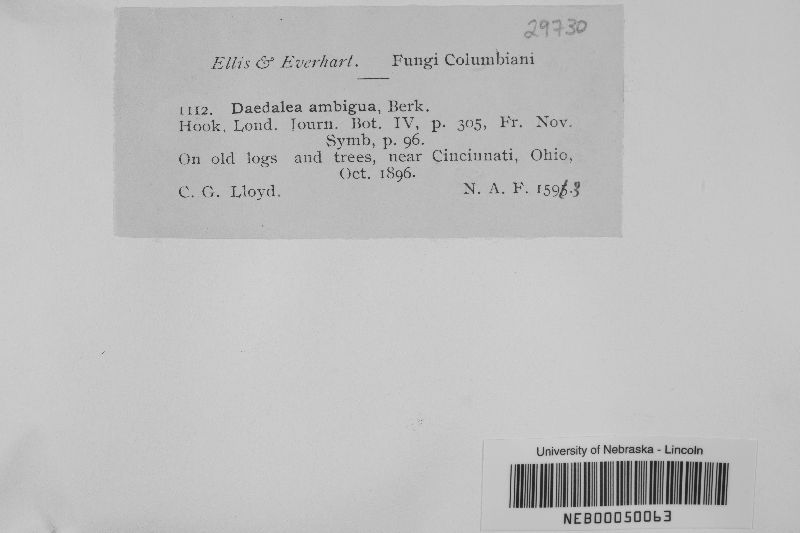 29730
Ellis & Everhart. Fungi Columbiani
1112. Daedalea ambigua, Berk.
Hook, Lond. Journ. Bot. IV, p. 305, Fr. Nov.
Symb, p. 96.
On old logs and trees, near Cincinnati, Ohio,
Oct. 1896.
C. G. Lloyd. N. A. F.
University of Nebraska - Lincoln
NEB00050063